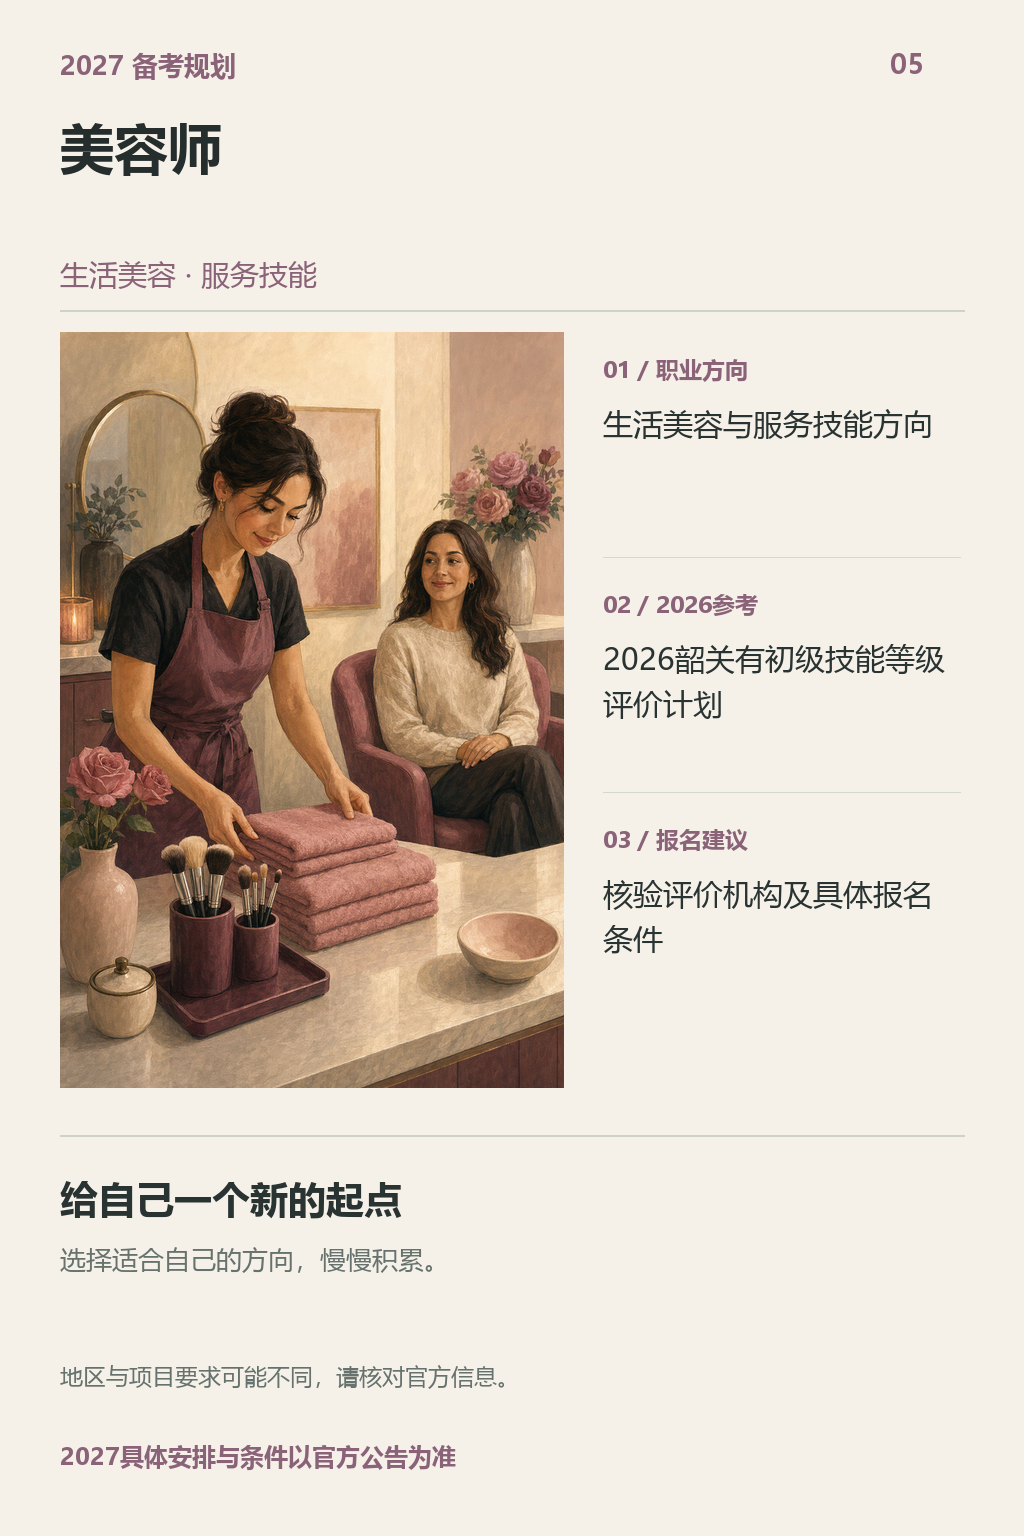 2027 备考规划
05
美容师
生活美容 · 服务技能
01 / 职业方向
生活美容与服务技能方向
02 / 2026参考
2026韶关有初级技能等级
评价计划
03 / 报名建议
核验评价机构及具体报名
条件
给自己一个新的起点
选择适合自己的方向，慢慢积累。
地区与项目要求可能不同，请核对官方信息。
2027具体安排与条件以官方公告为准